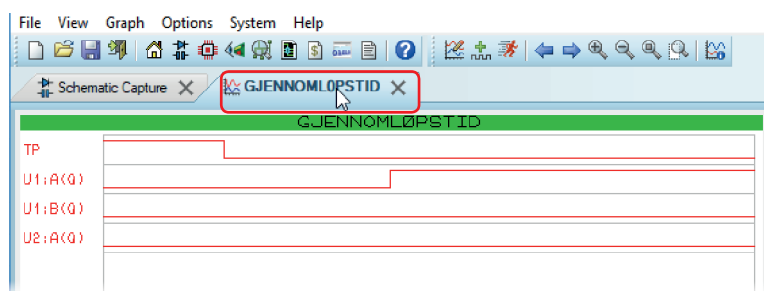 File View Graph Options System Help
Schematic Capture GJENNOMLØPSTID
GJENNOMLØPSTID
TP
U1:A(Q)
U1:B(Q)
U2:A(Q)